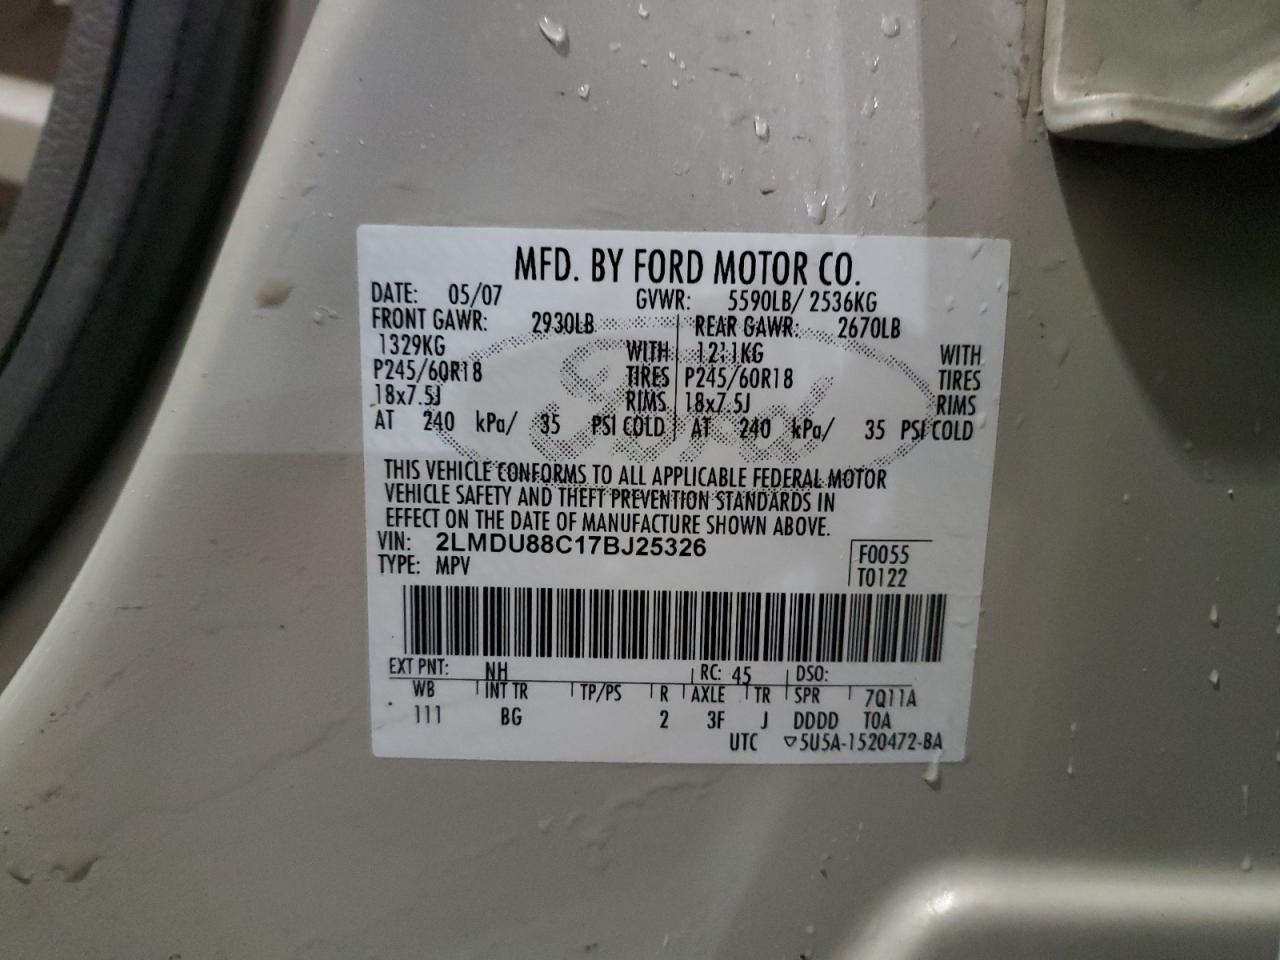 MFD. BY FORD MOTOR CO.
DATE: 05/07 GVWR: 5590LB/ 2536KG
FRONT GAWR: 2930LB REAR GAWR: 2670LB
1329KG WITH 1211KG WITH
P245/60R18 TIRES P245/60R18 TIRES
18x7.5J RIMS 18x7.5J RIMS
AT 240 kPa/ 35 PSI COLD AT 240 kPa/ 35 PSI COLD
Ford
THIS VEHICLE CONFORMS TO ALL APPLICABLE FEDERAL MOTOR
VEHICLE SAFETY AND THEFT PREVENTION STANDARDS IN
EFFECT ON THE DATE OF MANUFACTURE SHOWN ABOVE.
VIN: 2LMDU88C17BJ25326 F0055
TYPE: MPV T0122
EXT PNT: NH RC: 45 DSO:
WB INT TR TP/PS R AXLE TR SPR 7Q11A
111 BG 2 3F J DDDD TOA
UTC ▽5U5A-1520472-BA